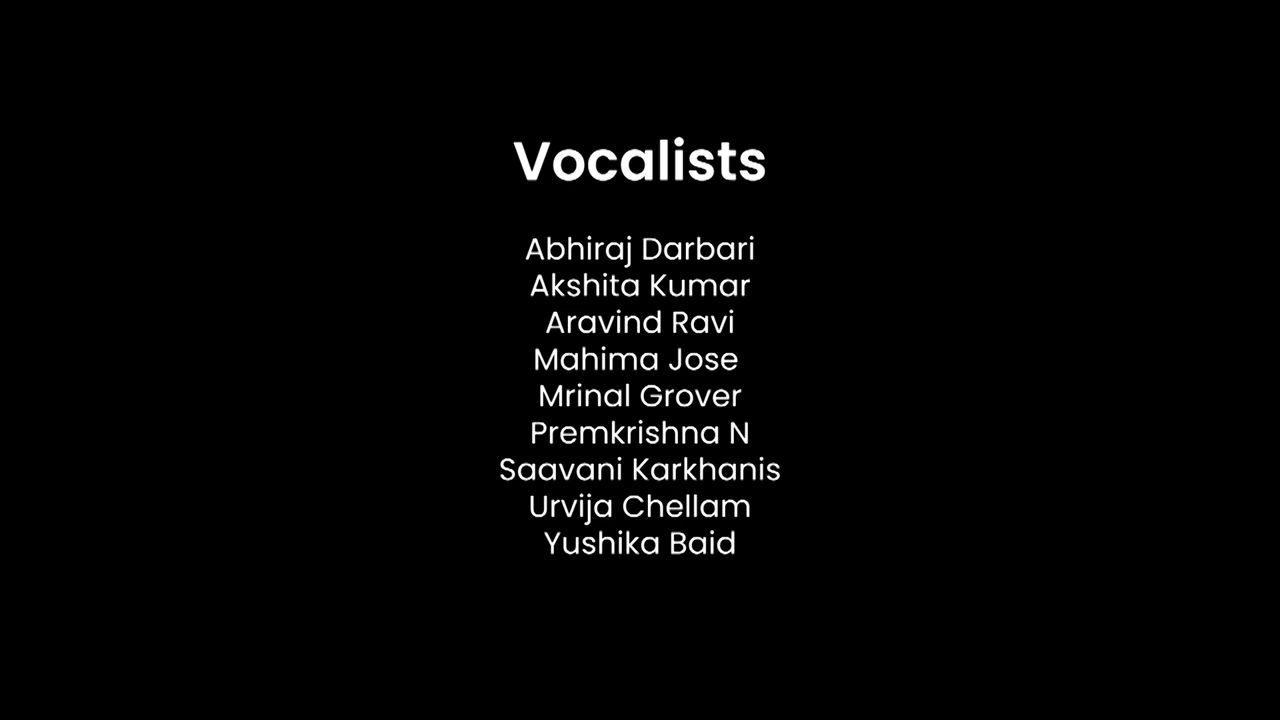 Vocalists
Abhiraj Darbari
Akshita Kumar
Aravind Ravi
Mahima Jose
Mrinal Grover
Premkrishna N
Saavani Karkhanis
Urvija Chellam
Yushika Baid